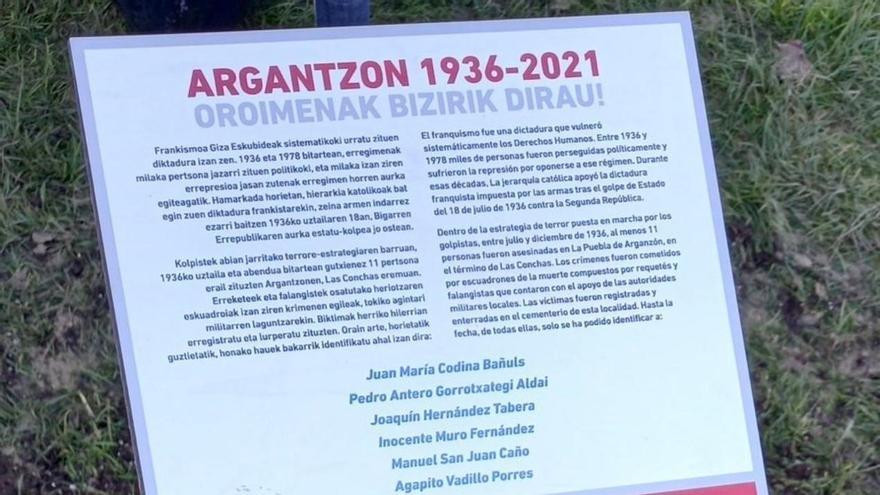 ARGANTZON 1936-2021
OROIMENAK BIZIRIK DIRAU!
Frankismoa Giza Eskubideak sistematikoki urratu zituen
diktadura izan zen. 1936 eta 1978 bitartean, erregimenak
milaka pertsona jazarri zituen politikoki, eta milaka izan ziren
errepresioa jasan zutenak erregimen horren aurka
egiteagatik. Hamarkada horietan, hierarkia katolikoak bat
egin zuen diktadura frankistarekin, zeina armen indarrez
ezarri baitzen 1936ko uztailaren 18an, Bigarren
Errepublikaren aurka estatu-kolpea jo ostean.
Kolpistek abian jarritako terrore-estrategiaren barruan,
1936ko uztaila eta abendua bitartean gutxienez 11 pertsona
erail zituzten Argantzonen, Las Conchas eremuan.
Erreketeek eta falangistek osatutako heriotzaren
eskuadroiak izan ziren krimenen egileak, tokiko agintari
militarren laguntzarekin. Biktimak herriko hilerrian
erregistratu eta lurperatu zituzten. Orain arte, horietatik
guztietatik, honako hauek bakarrik identifikatu ahal izan dira:
El franquismo fue una dictadura que vulneró
sistemáticamente los Derechos Humanos. Entre 1936 y
1978 miles de personas fueron perseguidas políticamente y
sufrieron la represión por oponerse a ese régimen. Durante
esas décadas, La jerarquía católica apoyó la dictadura
franquista impuesta por las armas tras el golpe de Estado
del 18 de julio de 1936 contra la Segunda República.
Dentro de la estrategia de terror puesta en marcha por los
golpistas, entre julio y diciembre de 1936, al menos 11
personas fueron asesinadas en La Puebla de Arganzón, en
el término de Las Conchas. Los crímenes fueron cometidos
por escuadrones de la muerte compuestos por requetés y
falangistas que contaron con el apoyo de las autoridades
militares locales. Las víctimas fueron registradas y
enterradas en el cementerio de esta localidad. Hasta la
fecha, de todas ellas, solo se ha podido identificar a:
Juan María Codina Bañuls
Pedro Antero Gorrotxategi Aldai
Joaquín Hernández Tabera
Inocente Muro Fernández
Manuel San Juan Caño
Agapito Vadillo Porres